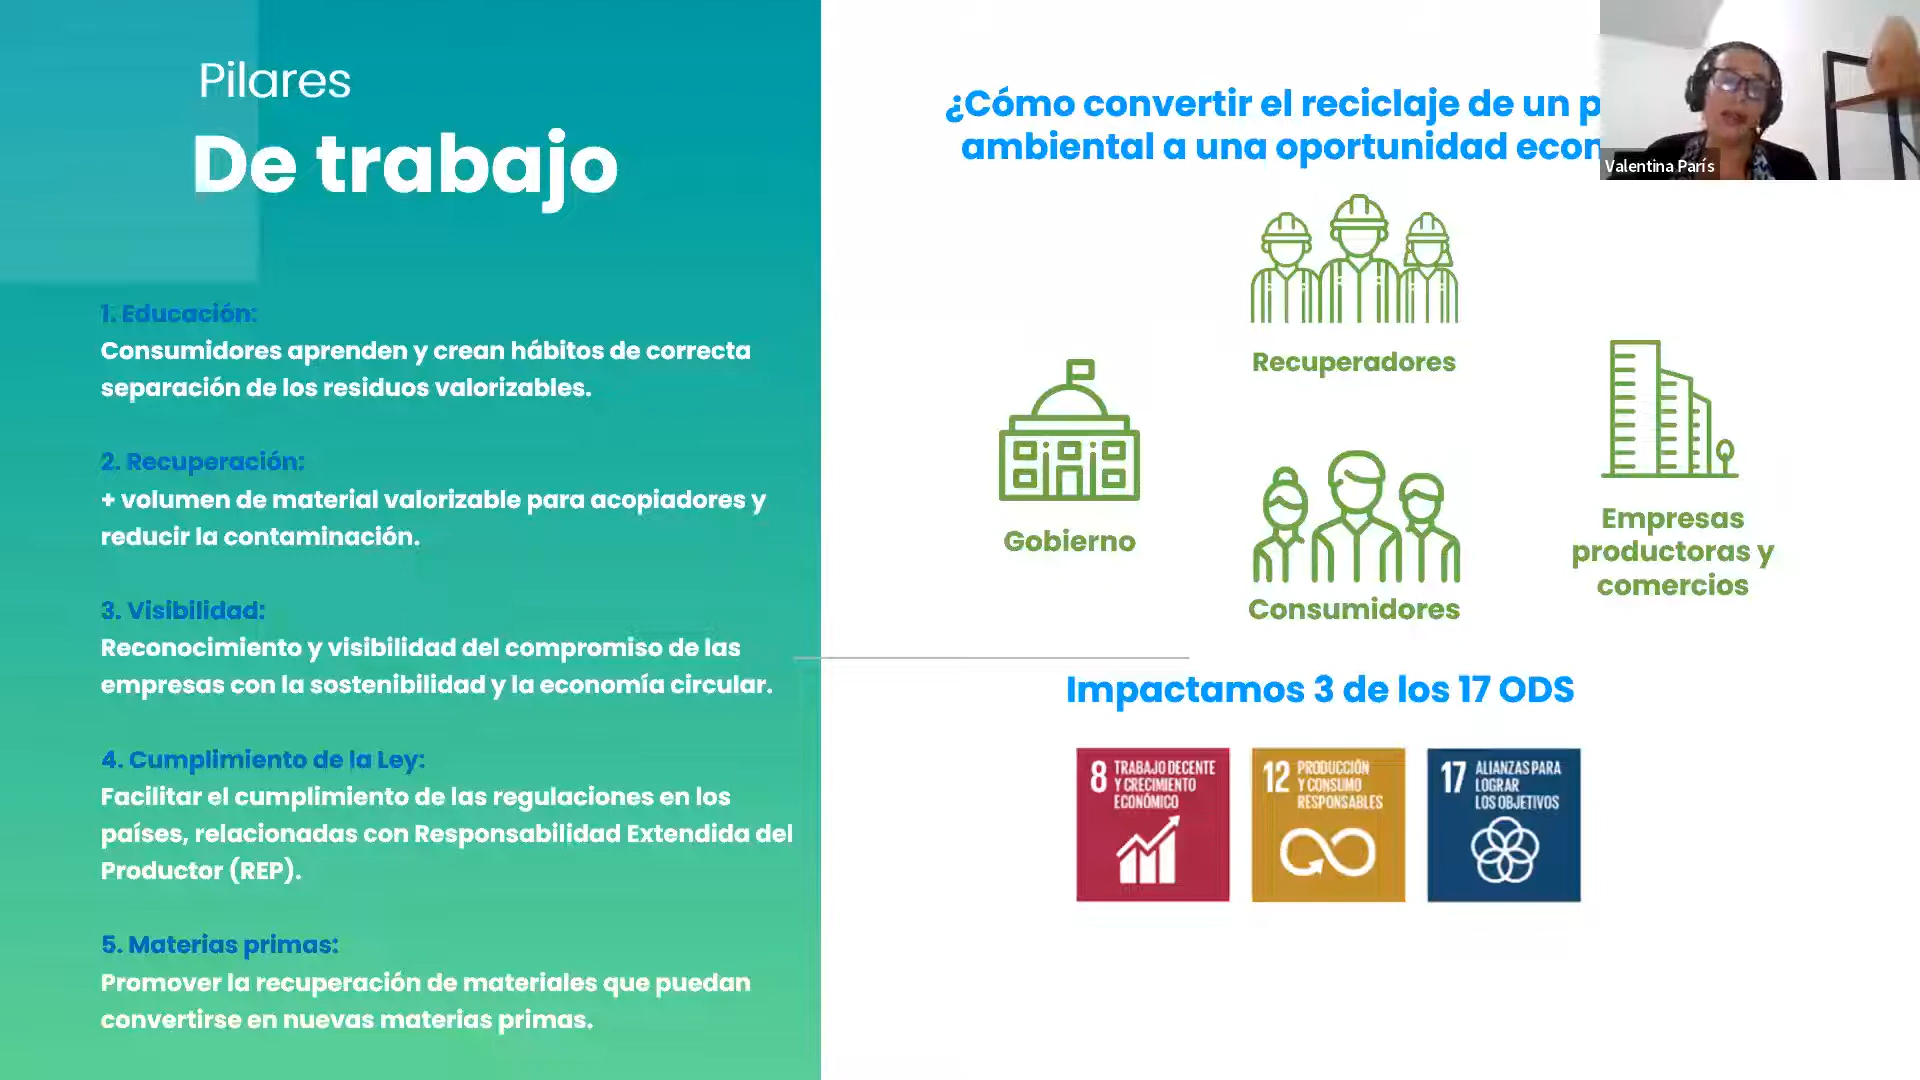 Pilares
De trabajo
1. Educación:
Consumidores aprenden y crean hábitos de correcta
separación de los residuos valorizables.
2. Recuperación:
+ volumen de material valorizable para acopiadores y
reducir la contaminación.
3. Visibilidad:
Reconocimiento y visibilidad del compromiso de las
empresas con la sostenibilidad y la economía circular.
4. Cumplimiento de la Ley:
Facilitar el cumplimiento de las regulaciones en los
países, relacionadas con Responsabilidad Extendida del
Productor (REP).
5. Materias primas:
Promover la recuperación de materiales que puedan
convertirse en nuevas materias primas.
¿Cómo convertir el reciclaje de un
ambiental a una oportunidad
Valentina París
Recuperadores
Gobierno
Consumidores
Empresas
productoras y
comercios
Impactamos 3 de los 17 ODS
8 TRABAJO DECENTE
Y CRECIMIENTO
ECONÓMICO
12 PRODUCCIÓN
Y CONSUMO
RESPONSABLES
17 ALIANZAS PARA
LOGRAR
LOS OBJETIVOS